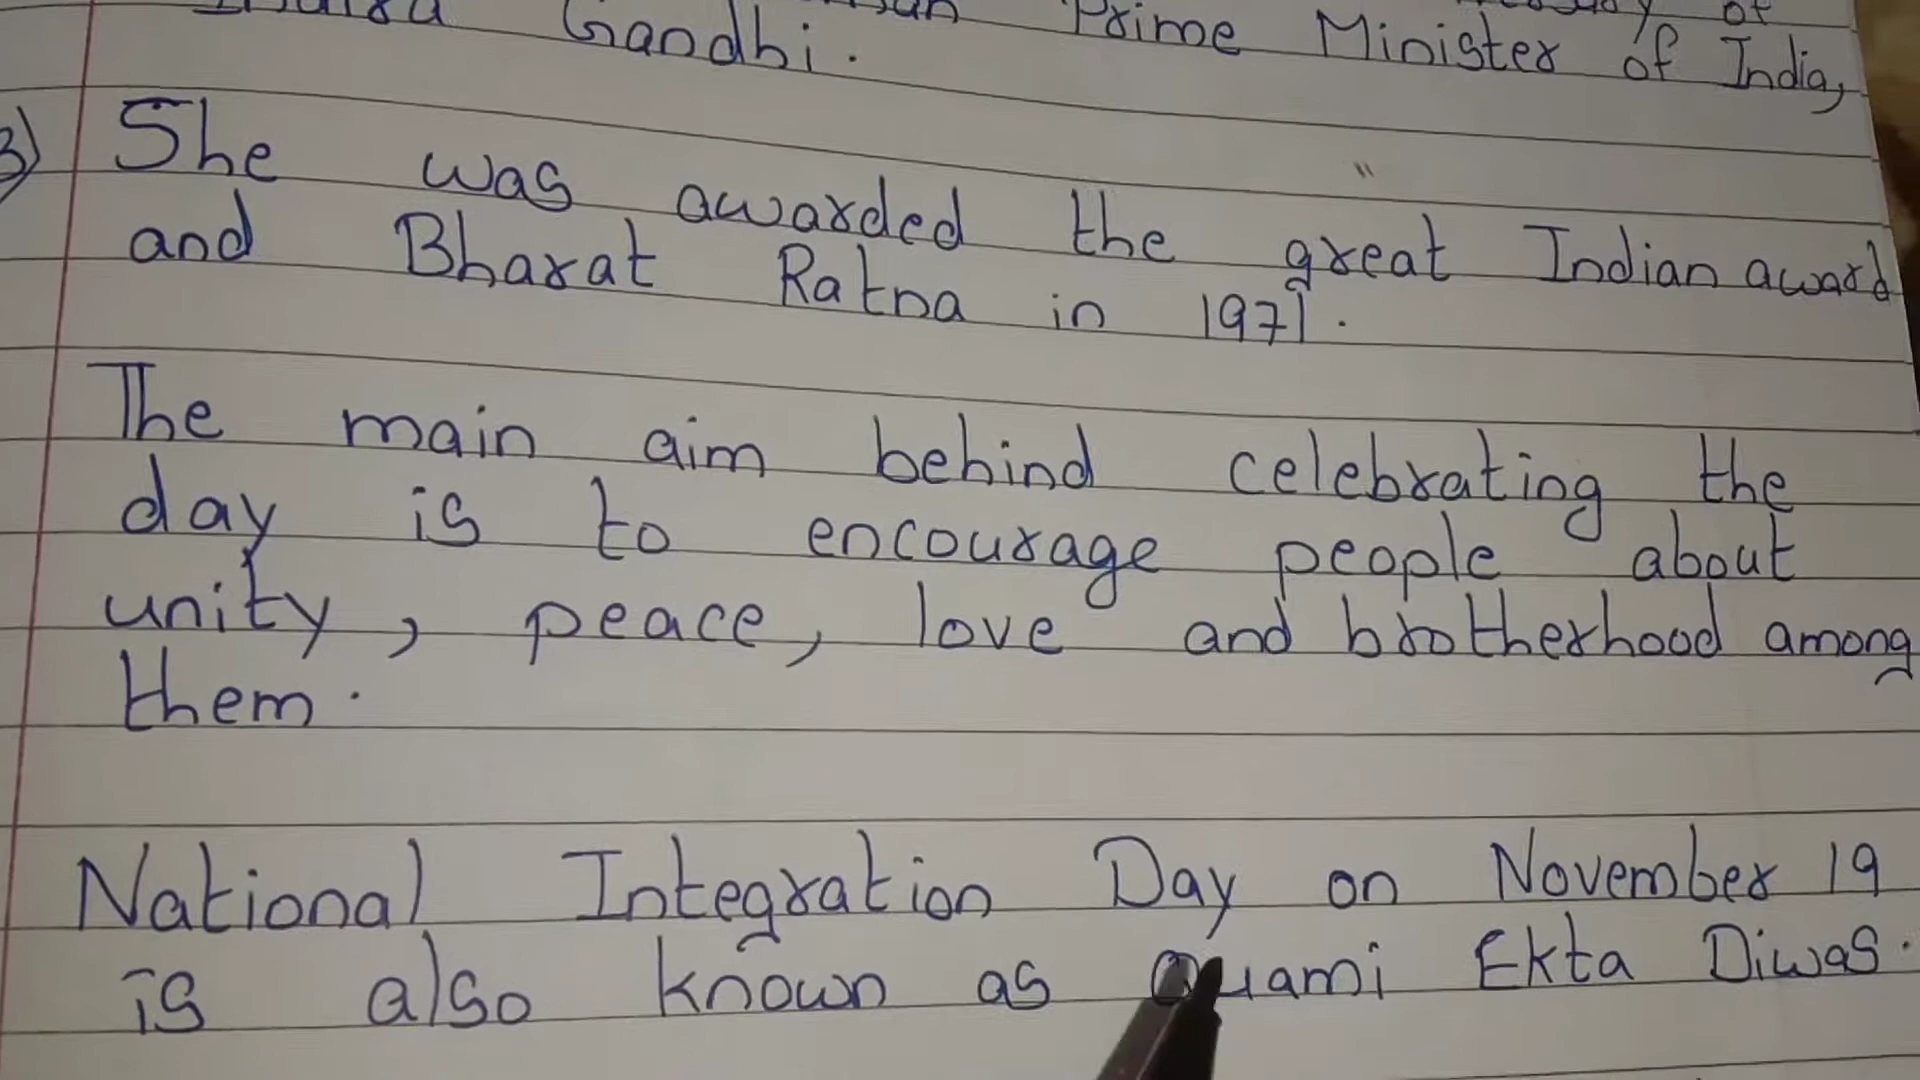 of
Gandhi. Prime Minister of India,
3) She was awarded the great Indian award
and Bharat Ratna in 1971.
The main aim behind celebrating the
day is to encourage people about
unity, peace, love and brotherhood among
them.
National Integration Day on November 19
is also known as Quami Ekta Diwas.